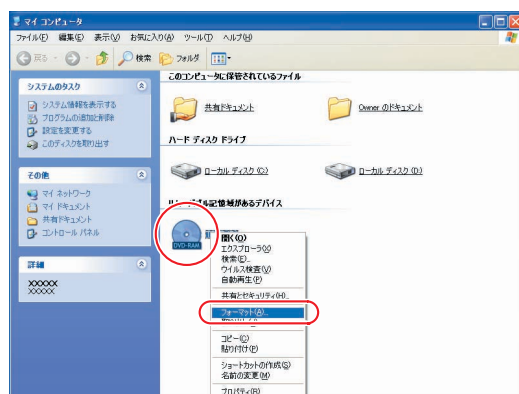 マイ コンピュータ
ファイル(F) 編集(E) 表示(V) お気に入り(A) ツール(T) ヘルプ(H)
戻る 検索 フォルダ
システムのタスク
システム情報を表示する
プログラムの追加と削除
設定を変更する
このディスクを取り出す
その他
マイ ネットワーク
マイ ドキュメント
共有ドキュメント
コントロール パネル
詳細
XXXXX
XXXXX
このコンピュータに保管されているファイル
共有ドキュメント
Owner のドキュメント
ハード ディスク ドライブ
ローカル ディスク (C:)
ローカル ディスク (D:)
リムーバブル記憶域があるデバイス
DVD-RAM
開く(O)
エクスプローラ(X)
検索(E)...
ウイルス検査(V)
自動再生(P)
共有とセキュリティ(H)...
フォーマット(A)...
コピー(C)
貼り付け(P)
ショートカットの作成(S)
名前の変更(M)
プロパティ(R)